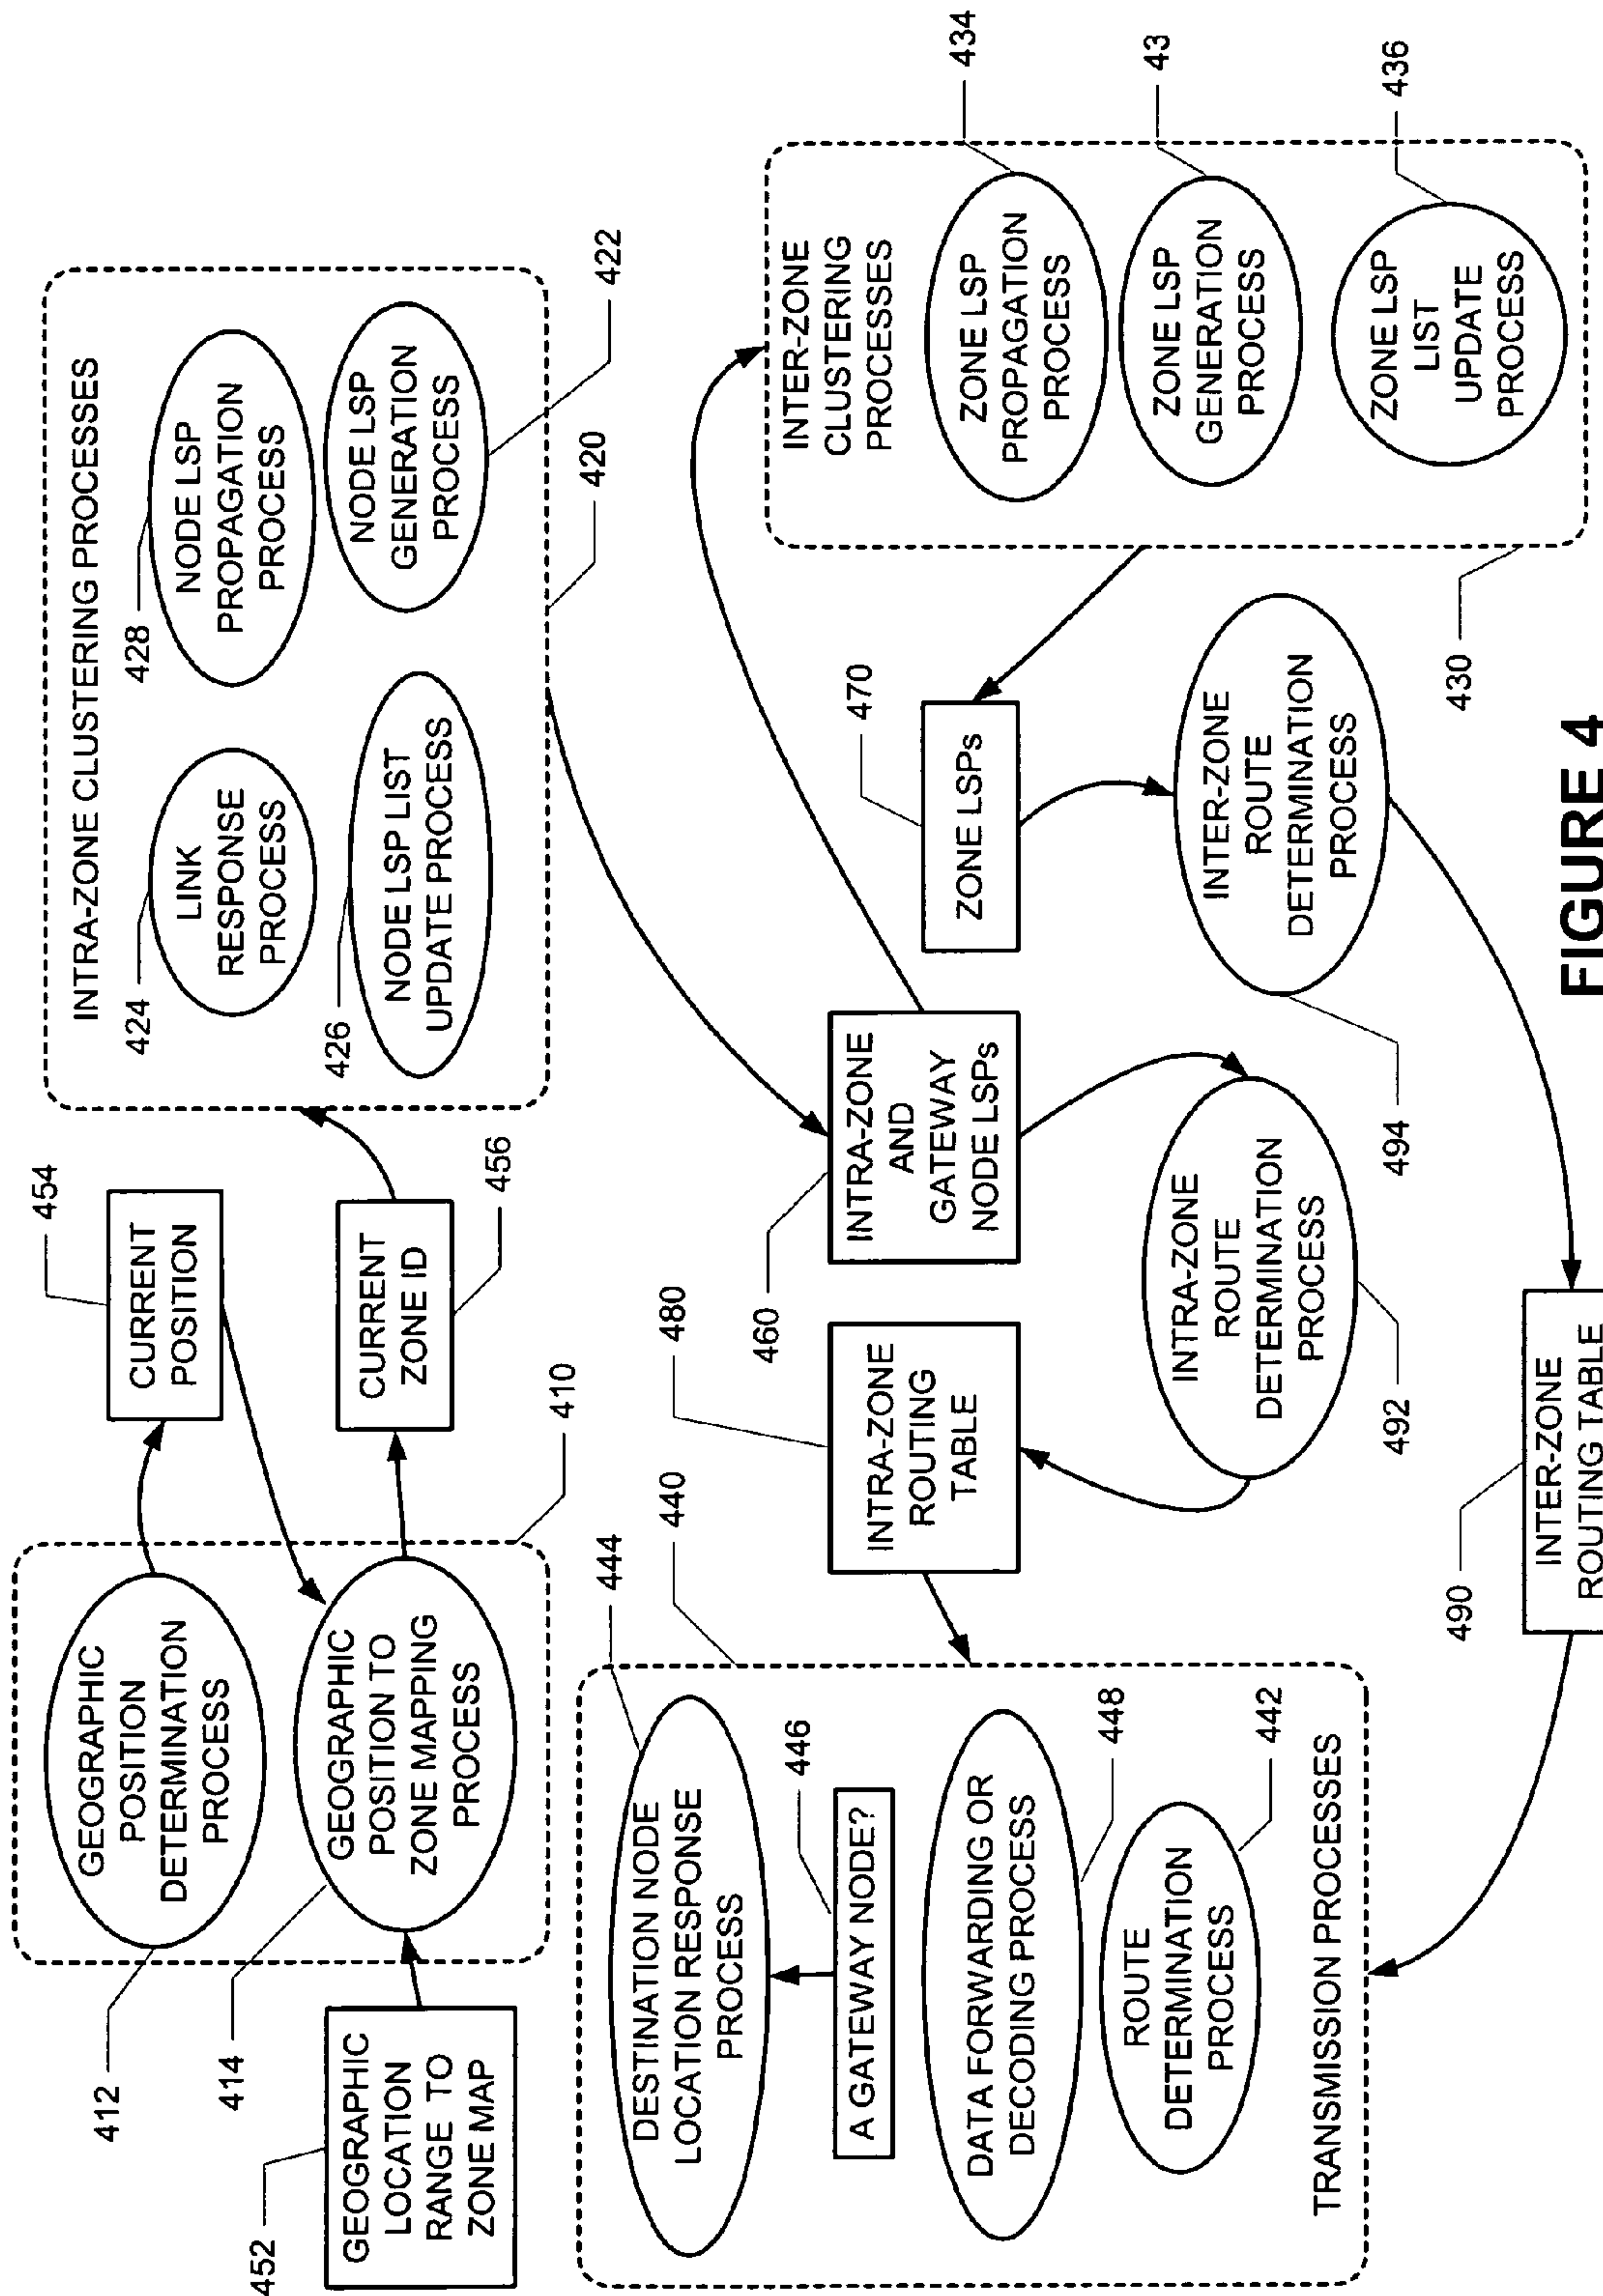 GEOGRAPHIC
POSITION
DETERMINATION
PROCESS
412
GEOGRAPHIC
POSITION TO
ZONE MAPPING
PROCESS
414
410
GEOGRAPHIC
LOCATION
RANGE TO
ZONE MAP
452
CURRENT
POSITION
454
CURRENT
ZONE ID
456
INTRA-ZONE CLUSTERING PROCESSES
424
LINK
RESPONSE
PROCESS
428
NODE LSP
PROPAGATION
PROCESS
426
NODE LSP LIST
UPDATE PROCESS
NODE LSP
GENERATION
PROCESS
422
420
444
DESTINATION NODE
LOCATION RESPONSE
PROCESS
440
446
A GATEWAY NODE?
DATA FORWARDING OR
DECODING PROCESS
448
ROUTE
DETERMINATION
PROCESS
442
TRANSMISSION PROCESSES
480
INTRA-ZONE
ROUTING
TABLE
460
INTRA-ZONE
AND
GATEWAY
NODE LSPs
INTRA-ZONE
ROUTE
DETERMINATION
PROCESS
492
470
ZONE LSPs
INTER-ZONE
ROUTE
DETERMINATION
PROCESS
494
INTER-ZONE
CLUSTERING
PROCESSES
ZONE LSP
PROPAGATION
PROCESS
434
ZONE LSP
GENERATION
PROCESS
43
ZONE LSP
LIST
UPDATE
PROCESS
436
430
490
INTER-ZONE
ROUTING TABLE
FIGURE 4